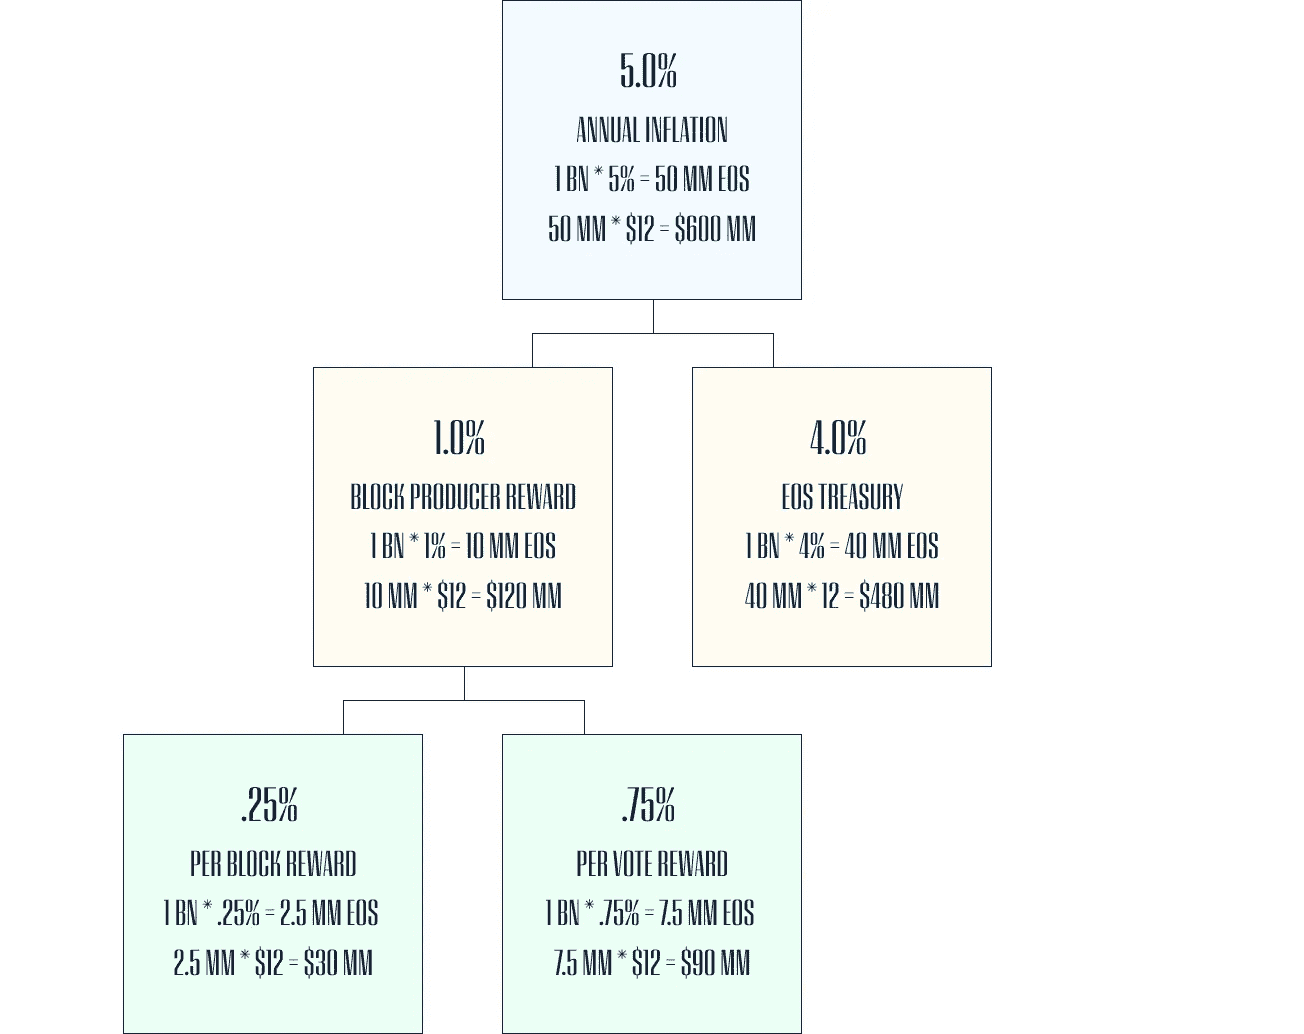 5.0%
ANNUAL INFLATION
1 BN * 5% = 50 MM EOS
50 MM * $12 = $600 MM
1.0%
BLOCK PRODUCER REWARD
1 BN * 1% = 10 MM EOS
10 MM * $12 = $120 MM
4.0%
EOS TREASURY
1 BN * 4% = 40 MM EOS
40 MM * 12 = $480 MM
.25%
PER BLOCK REWARD
1 BN * .25% = 2.5 MM EOS
2.5 MM * $12 = $30 MM
.75%
PER VOTE REWARD
1 BN * .75% = 7.5 MM EOS
7.5 MM * $12 = $90 MM